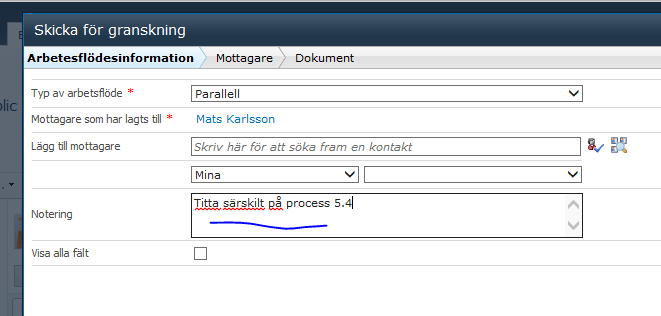 Skicka för granskning
Arbetesflödesinformation Mottagare Dokument
Typ av arbetsflöde * Parallell
Mottagare som har lagts till * Mats Karlsson
Lägg till mottagare Skriv här för att söka fram en kontakt
Mina
Notering Titta särskilt på process 5.4
Visa alla fält